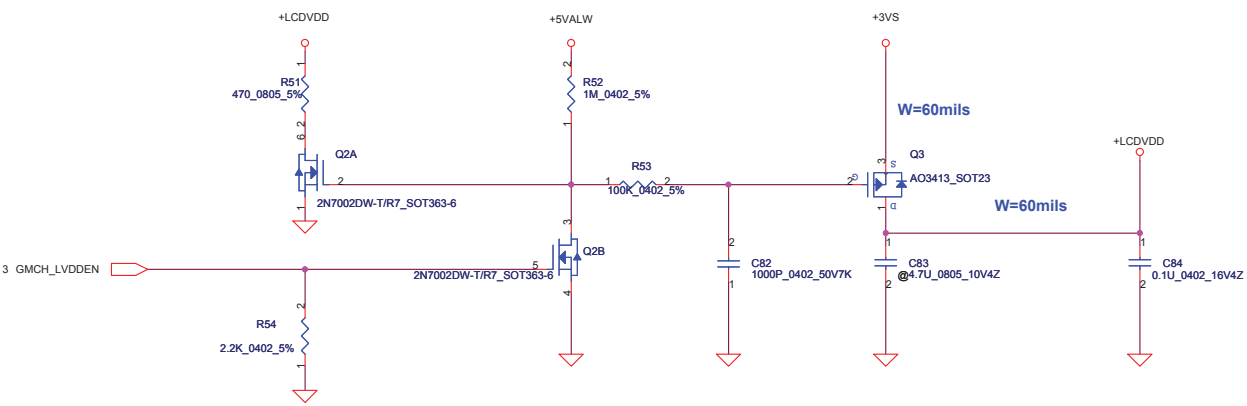 +LCDVDD
+5VALW
+3VS
1
R51
470_0805_5%
2
2
R52
1M_0402_5%
1
W=60mils
6
Q2A
2
2N7002DW-T/R7_SOT363-6
1
R53
1
2
100K_0402_5%
3
S
Q3
2
G
AO3413_SOT23
1
D
W=60mils
+LCDVDD
3 GMCH_LVDDEN
3
Q2B
5
2N7002DW-T/R7_SOT363-6
4
2
C82
1000P_0402_50V7K
1
1
C83
@4.7U_0805_10V4Z
2
1
C84
0.1U_0402_16V4Z
2
2
R54
2.2K_0402_5%
1